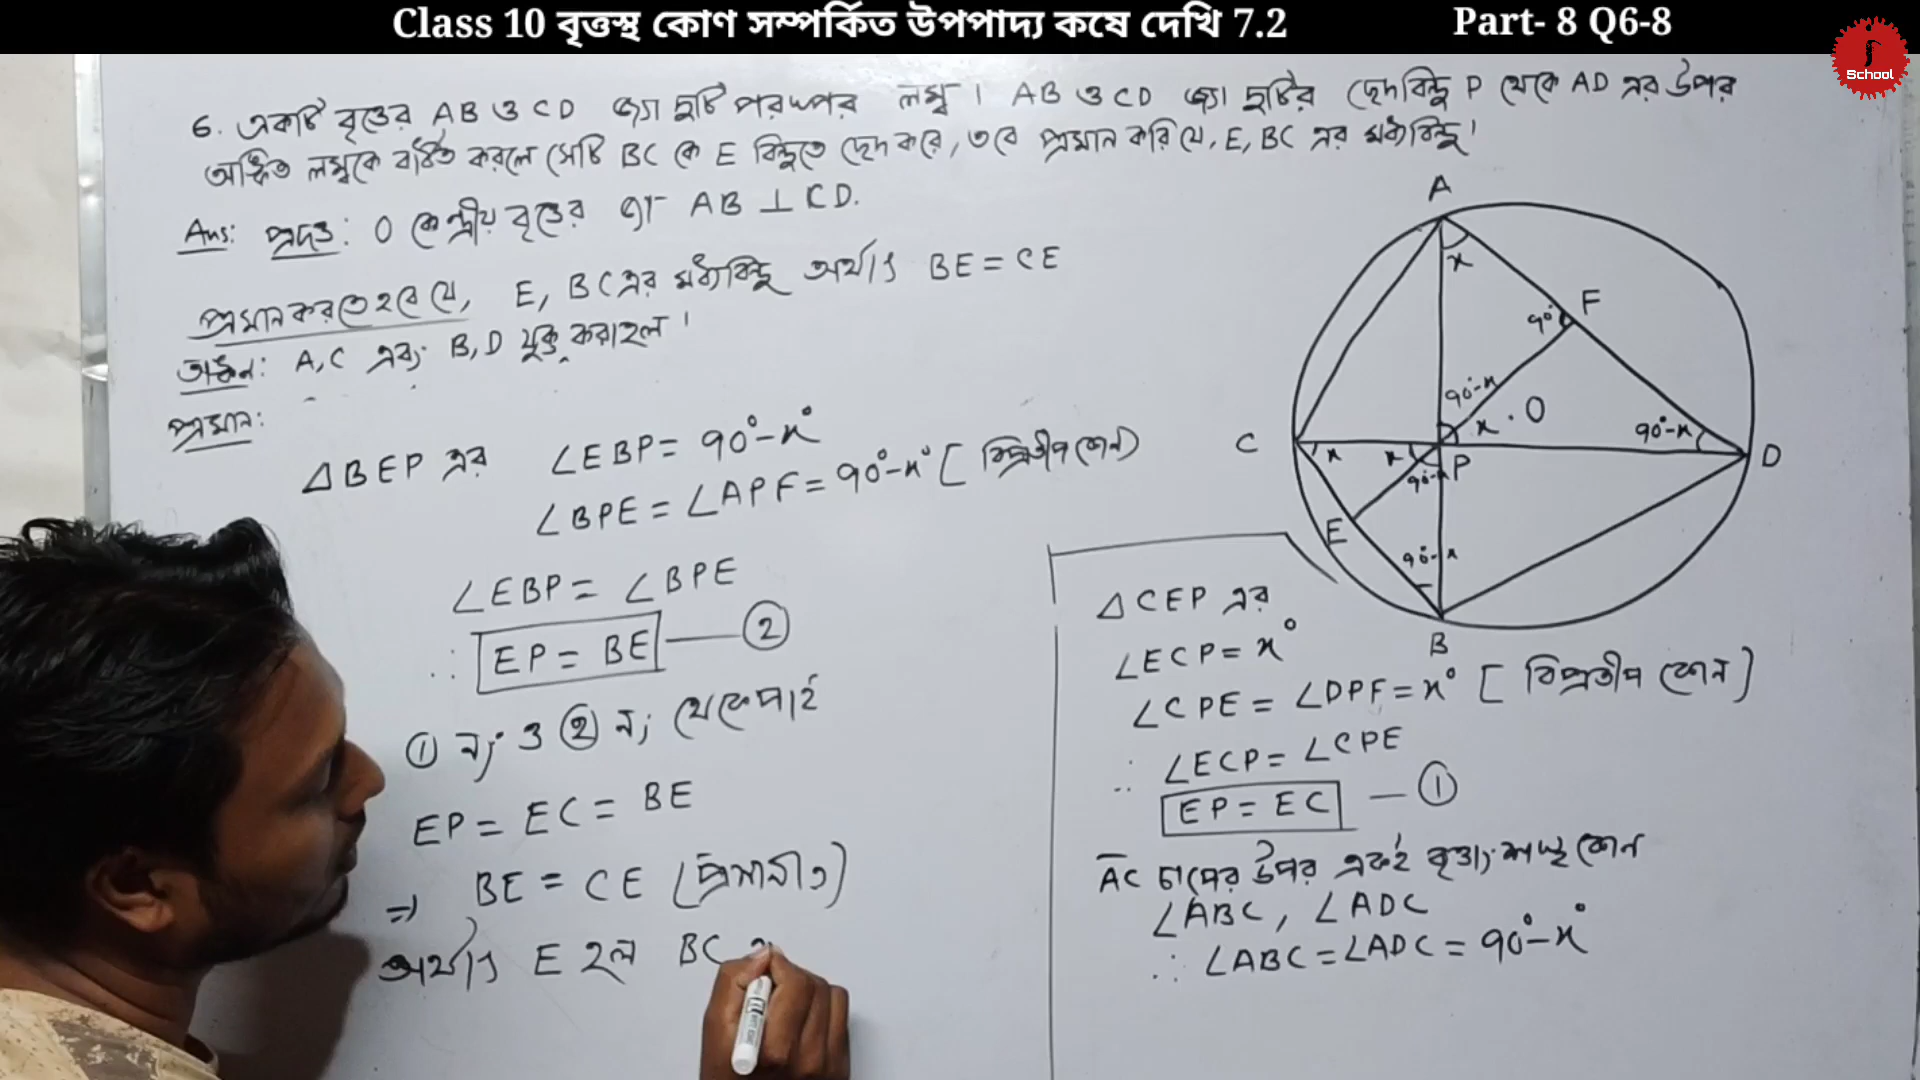 Class 10 বৃত্তস্থ কোণ সম্পর্কিত উপপাদ্য কষে দেখি 7.2 Part- 8 Q6-8
School
6. একটি বৃত্তের AB ও CD জ্যা দুটি পরস্পর লম্ব। AB ও CD জ্যা দুটির ছেদবিন্দু P থেকে AD এর উপর
অঙ্কিত লম্বকে বর্ধিত করলে সেটি BC কে E বিন্দুতে ছেদ করে, তবে প্রমান করি যে, E, BC এর মধ্যবিন্দু।
Ans: প্রদত্ত: O কেন্দ্রীয় বৃত্তের জ্যা AB ⊥ CD.
প্রমান করতে হবে যে, E, BC এর মধ্যবিন্দু অর্থাৎ BE = CE
অঙ্কন: A, C এবং B, D যুক্ত করা হল।
প্রমান:
△BEP এর ∠EBP = 90°-x°
∠BPE = ∠APF = 90°-x° [বিপ্রতীপ কোন]
∠EBP = ∠BPE
∴ EP = BE — ②
① নং ও ② নং থেকে পাই
EP = EC = BE
⇒ BE = CE (প্রমানীত)
অর্থাৎ E হল BC
A
x
F
90°
90°-x
x
O
90°-x
C
x
x
P
D
90°-x
E
90°-x
B
△CEP এর
∠ECP = x°
∠CPE = ∠DPF = x° [বিপ্রতীপ কোন]
∴ ∠ECP = ∠CPE
EP = EC — ①
AC চাপের উপর একই বৃত্তাংশস্থ কোন
∠ABC, ∠ADC
∴ ∠ABC = ∠ADC = 90°-x°